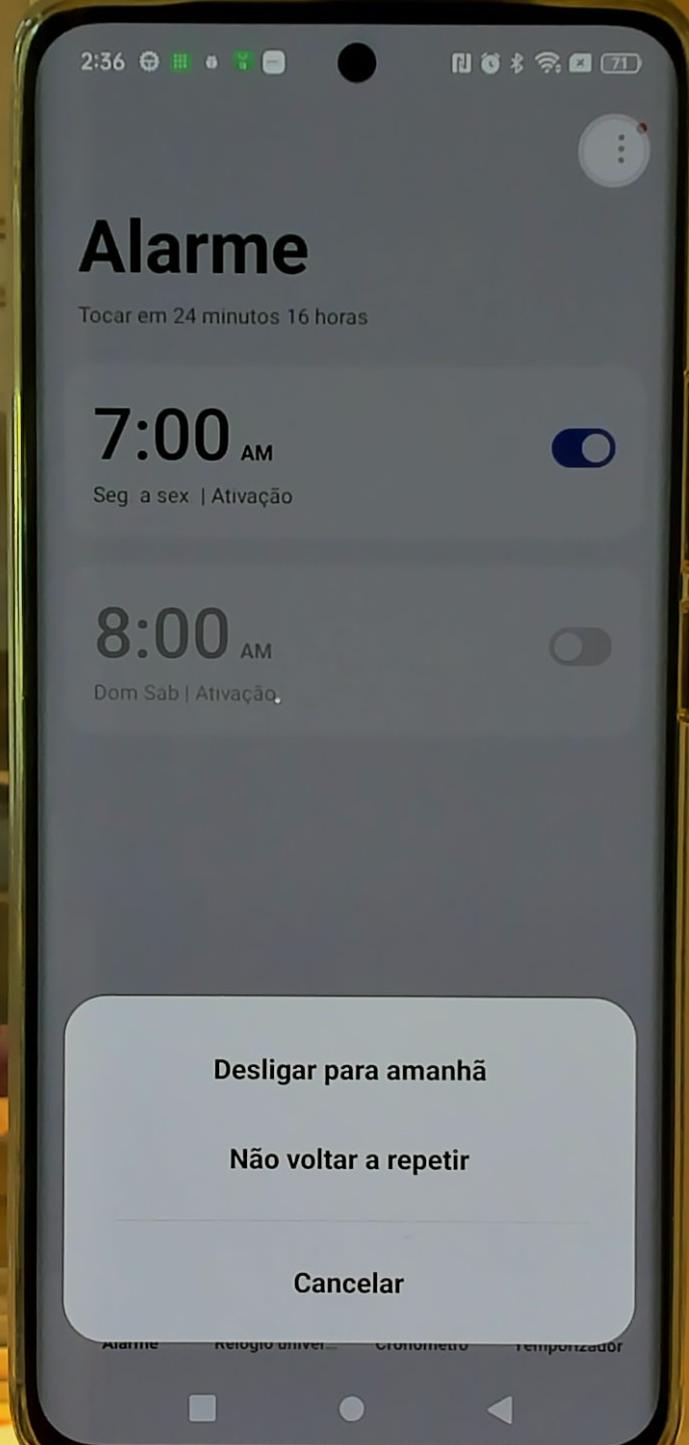 2:36
71
Alarme
Tocar em 24 minutos 16 horas
7:00 AM
Seg a sex | Ativação
8:00 AM
Dom Sáb | Ativação
Desligar para amanhã
Não voltar a repetir
Cancelar
Alarme Relógio univer... Cronômetro Temporizador